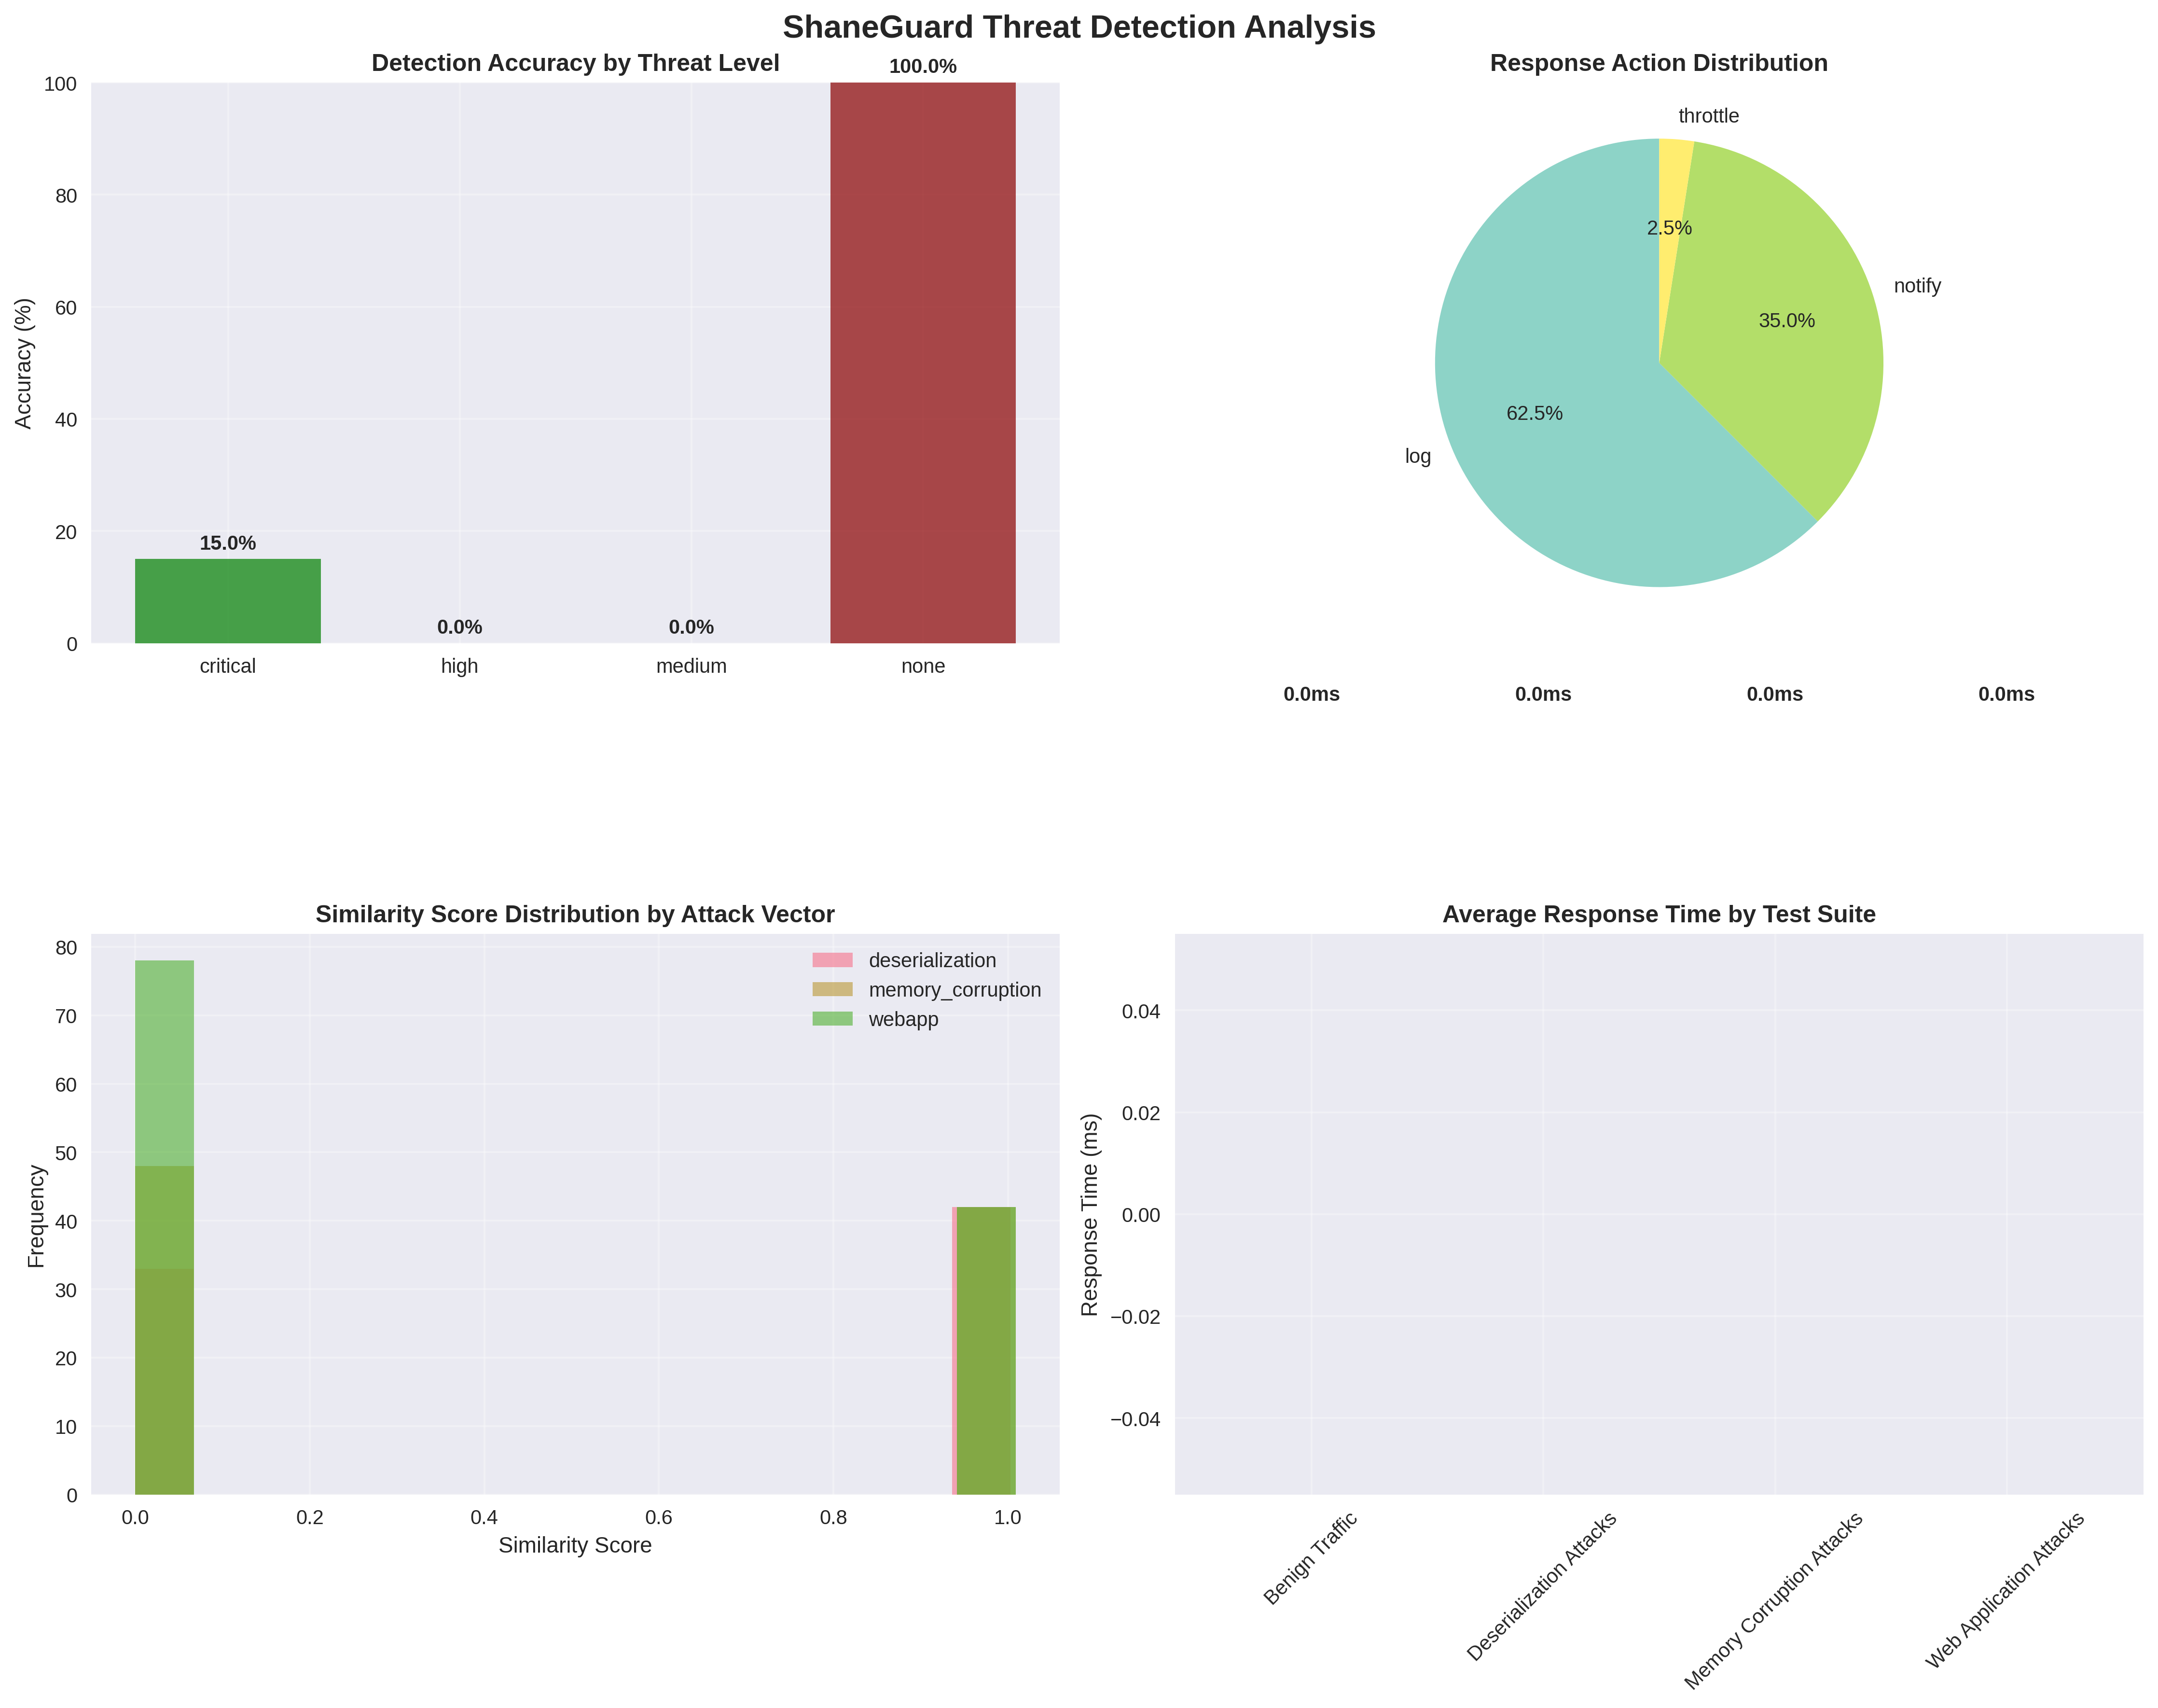 ShaneGuard Threat Detection Analysis
Detection Accuracy by Threat Level
100.0%
100
80
60
40
20
0
Accuracy (%)
15.0%
0.0%
0.0%
critical
high
medium
none
Response Action Distribution
throttle
2.5%
notify
35.0%
62.5%
log
0.0ms
0.0ms
0.0ms
0.0ms
Similarity Score Distribution by Attack Vector
80
70
60
50
40
30
20
10
0
Frequency
deserialization
memory_corruption
webapp
0.0
0.2
0.4
0.6
0.8
1.0
Similarity Score
Average Response Time by Test Suite
0.04
0.02
0.00
−0.02
−0.04
Response Time (ms)
Benign Traffic
Deserialization Attacks
Memory Corruption Attacks
Web Application Attacks